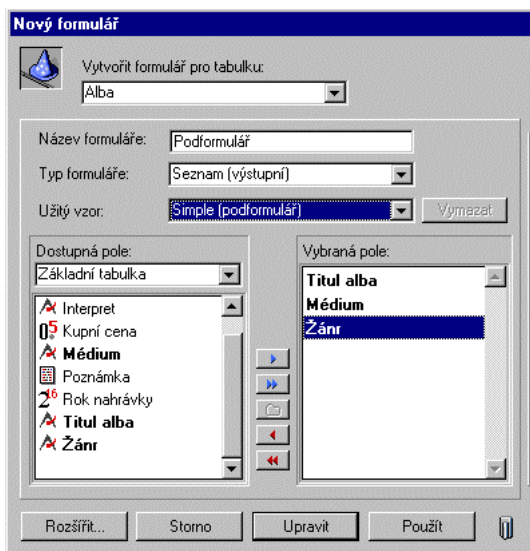 Nový formulář
Vytvořit formulář pro tabulku:
Alba
Název formuláře:
Podformulář
Typ formuláře:
Seznam (výstupní)
Užitý vzor:
Simple (podformulář)
Vymazat
Dostupná pole:
Základní tabulka
Interpret
Kupní cena
Médium
Poznámka
Rok nahrávky
Titul alba
Žánr
Vybraná pole:
Titul alba
Médium
Žánr
Rozšířit...
Storno
Upravit
Použít